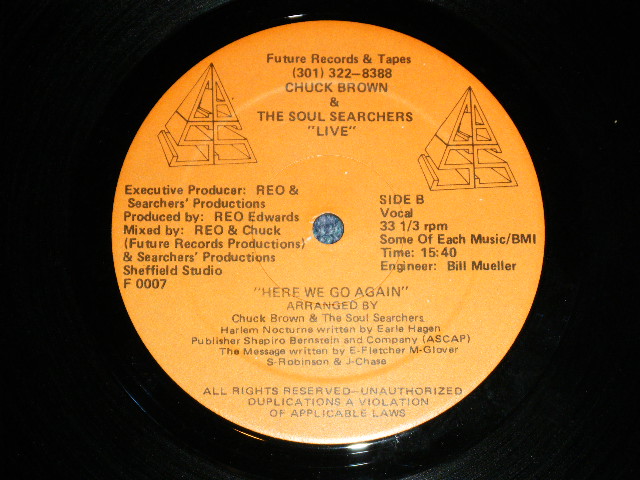 Future Records & Tapes
(301) 322-8388
CHUCK BROWN
&
THE SOUL SEARCHERS
"LIVE"
Executive Producer: REO &
Searchers' Productions
Produced by: REO Edwards
Mixed by: REO & Chuck
(Future Records Productions)
& Searchers' Productions
Sheffield Studio
F 0007
SIDE B
Vocal
33 1/3 rpm
Some Of Each Music/BMI
Time: 15:40
Engineer: Bill Mueller
"HERE WE GO AGAIN"
ARRANGED BY
Chuck Brown & The Soul Searchers
Harlem Nocturne written by Earle Hagen
Publisher Shapiro Bernstein and Company (ASCAP)
The Message written by E-Fletcher M-Glover
S-Robinson & J-Chase
ALL RIGHTS RESERVED—UNAUTHORIZED
DUPLICATIONS A VIOLATION
OF APPLICABLE LAWS